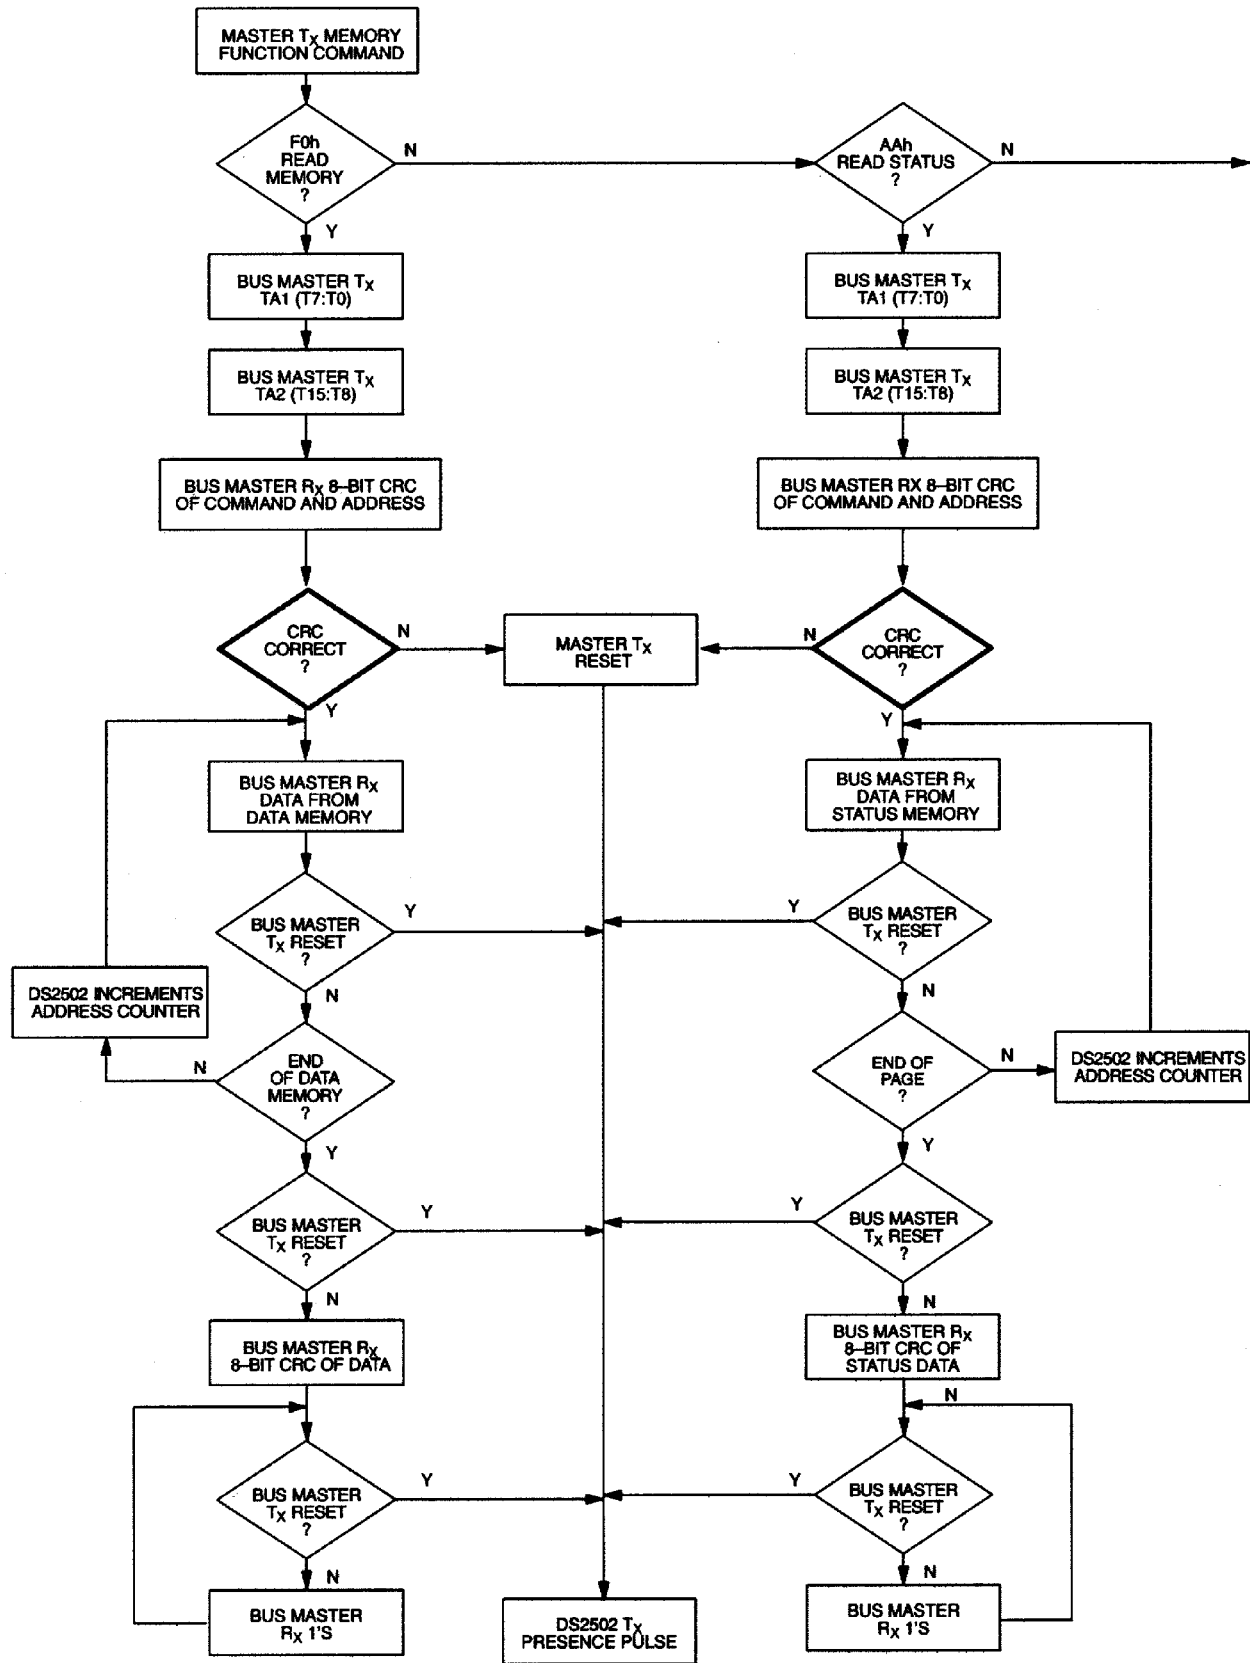 MASTER TX MEMORY
FUNCTION COMMAND
F0h
READ
MEMORY
?
N
Y
AAh
READ STATUS
?
N
Y
BUS MASTER TX
TA1 (T7:T0)
BUS MASTER TX
TA1 (T7:T0)
BUS MASTER TX
TA2 (T15:T8)
BUS MASTER TX
TA2 (T15:T8)
BUS MASTER RX 8–BIT CRC
OF COMMAND AND ADDRESS
BUS MASTER RX 8–BIT CRC
OF COMMAND AND ADDRESS
CRC
CORRECT
?
N
Y
MASTER TX
RESET
N
CRC
CORRECT
?
Y
BUS MASTER RX
DATA FROM
DATA MEMORY
BUS MASTER RX
DATA FROM
STATUS MEMORY
BUS MASTER
TX RESET
?
Y
N
Y
BUS MASTER
TX RESET
?
N
DS2502 INCREMENTS
ADDRESS COUNTER
N
END
OF DATA
MEMORY
?
Y
END OF
PAGE
?
N
Y
DS2502 INCREMENTS
ADDRESS COUNTER
BUS MASTER
TX RESET
?
Y
N
Y
BUS MASTER
TX RESET
?
N
BUS MASTER RX
8–BIT CRC OF DATA
BUS MASTER RX
8–BIT CRC OF
STATUS DATA
N
BUS MASTER
TX RESET
?
Y
N
Y
BUS MASTER
TX RESET
?
N
BUS MASTER
RX 1'S
DS2502 TX
PRESENCE PULSE
BUS MASTER
RX 1'S